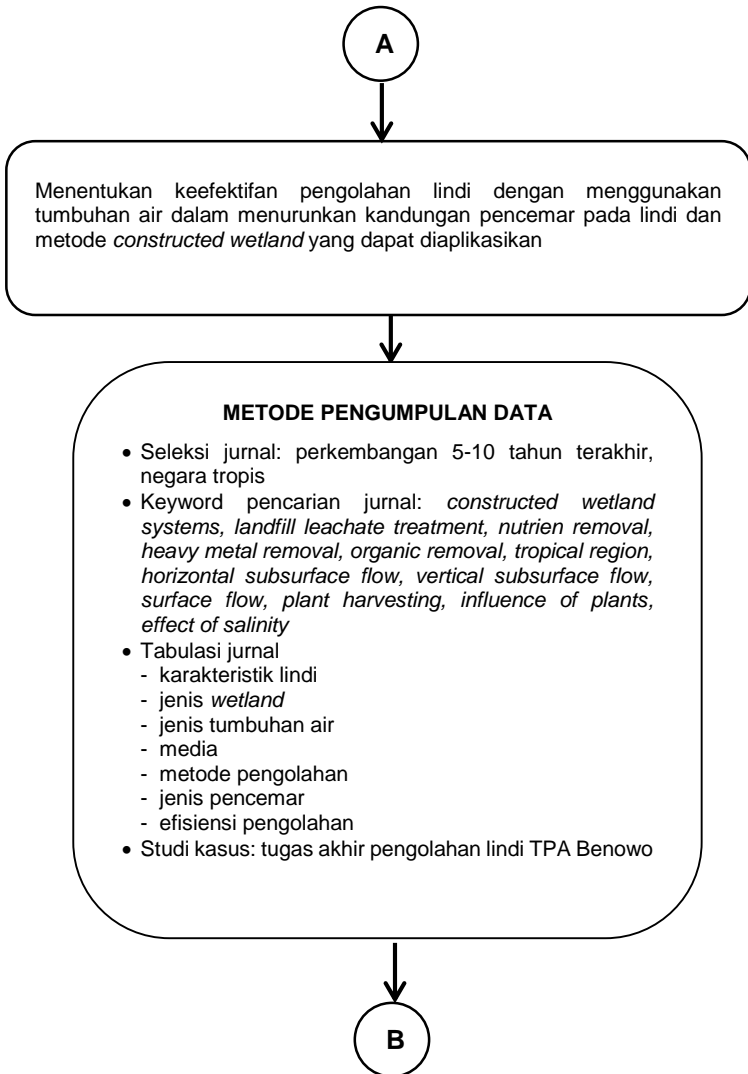 A
Menentukan keefektifan pengolahan lindi dengan menggunakan
tumbuhan air dalam menurunkan kandungan pencemar pada lindi dan
metode constructed wetland yang dapat diaplikasikan
METODE PENGUMPULAN DATA
• Seleksi jurnal: perkembangan 5-10 tahun terakhir,
negara tropis
• Keyword pencarian jurnal: constructed wetland
systems, landfill leachate treatment, nutrien removal,
heavy metal removal, organic removal, tropical region,
horizontal subsurface flow, vertical subsurface flow,
surface flow, plant harvesting, influence of plants,
effect of salinity
• Tabulasi jurnal
- karakteristik lindi
- jenis wetland
- jenis tumbuhan air
- media
- metode pengolahan
- jenis pencemar
- efisiensi pengolahan
• Studi kasus: tugas akhir pengolahan lindi TPA Benowo
B